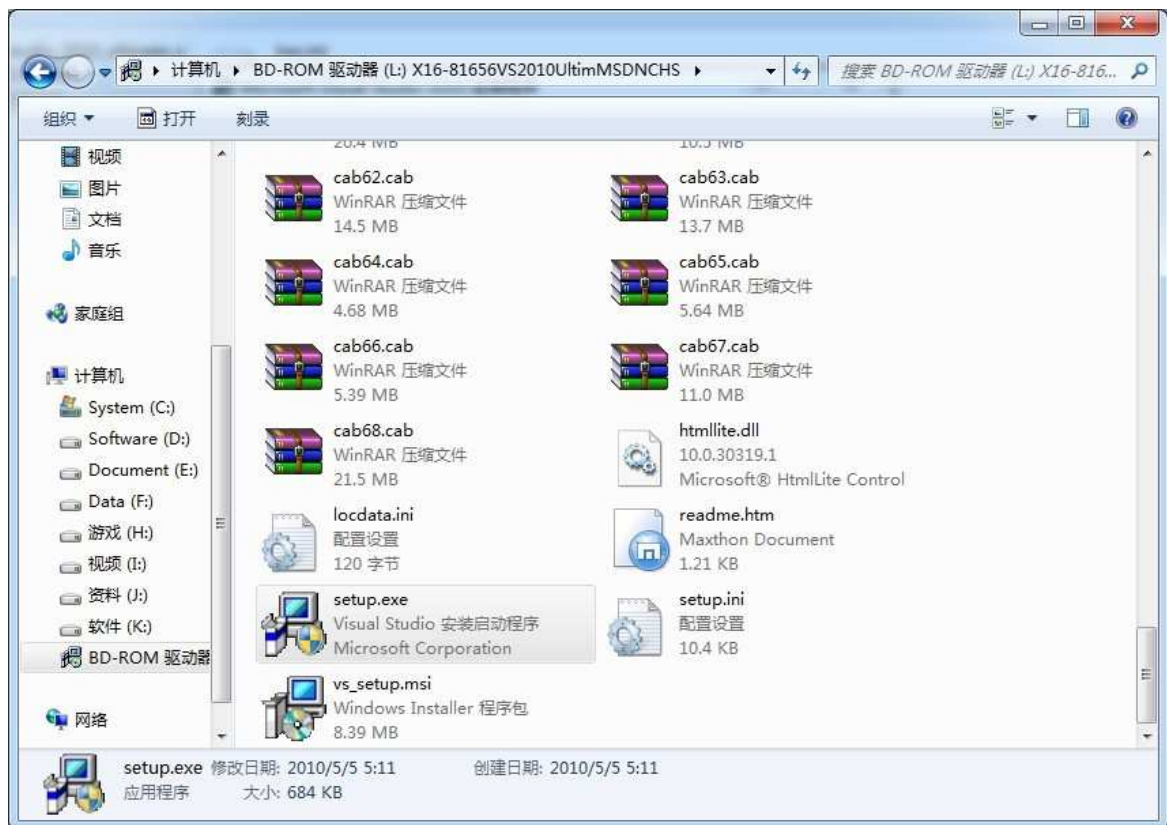 计算机 ▸ BD-ROM 驱动器 (L:) X16-81656VS2010UltimMSDNCHS ▸
搜索 BD-ROM 驱动器 (L:) X16-816...
组织 打开 刻录
视频
图片
文档
音乐
家庭组
计算机
System (C:)
Software (D:)
Document (E:)
Data (F:)
游戏 (H:)
视频 (I:)
资料 (J:)
软件 (K:)
BD-ROM 驱动器
网络
20.4 MB
10.5 MB
cab62.cab
WinRAR 压缩文件
14.5 MB
cab63.cab
WinRAR 压缩文件
13.7 MB
cab64.cab
WinRAR 压缩文件
4.68 MB
cab65.cab
WinRAR 压缩文件
5.64 MB
cab66.cab
WinRAR 压缩文件
5.39 MB
cab67.cab
WinRAR 压缩文件
11.0 MB
cab68.cab
WinRAR 压缩文件
21.5 MB
htmllite.dll
10.0.30319.1
Microsoft® HtmlLite Control
locdata.ini
配置设置
120 字节
readme.htm
Maxthon Document
1.21 KB
setup.exe
Visual Studio 安装启动程序
Microsoft Corporation
setup.ini
配置设置
10.4 KB
vs_setup.msi
Windows Installer 程序包
8.39 MB
setup.exe 修改日期: 2010/5/5 5:11 创建日期: 2010/5/5 5:11
应用程序 大小: 684 KB